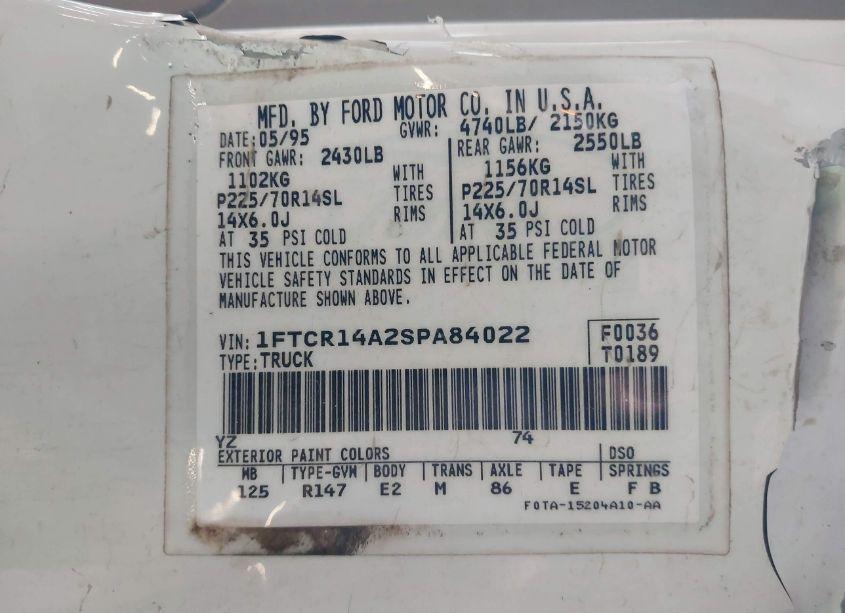 MFD. BY FORD MOTOR CO. IN U.S.A.
DATE: 05/95 GVWR: 4740LB/ 2150KG
FRONT GAWR: 2430LB REAR GAWR: 2550LB
1102KG WITH 1156KG WITH
P225/70R14SL TIRES P225/70R14SL TIRES
14X6.0J RIMS 14X6.0J RIMS
AT 35 PSI COLD AT 35 PSI COLD
THIS VEHICLE CONFORMS TO ALL APPLICABLE FEDERAL MOTOR
VEHICLE SAFETY STANDARDS IN EFFECT ON THE DATE OF
MANUFACTURE SHOWN ABOVE.
VIN: 1FTCR14A2SPA84022 F0036
TYPE: TRUCK T0189
YZ 74
EXTERIOR PAINT COLORS DSO
WB TYPE-GVW BODY TRANS AXLE TAPE SPRINGS
125 R147 E2 M 86 E F B
F0TA-15204A10-AA